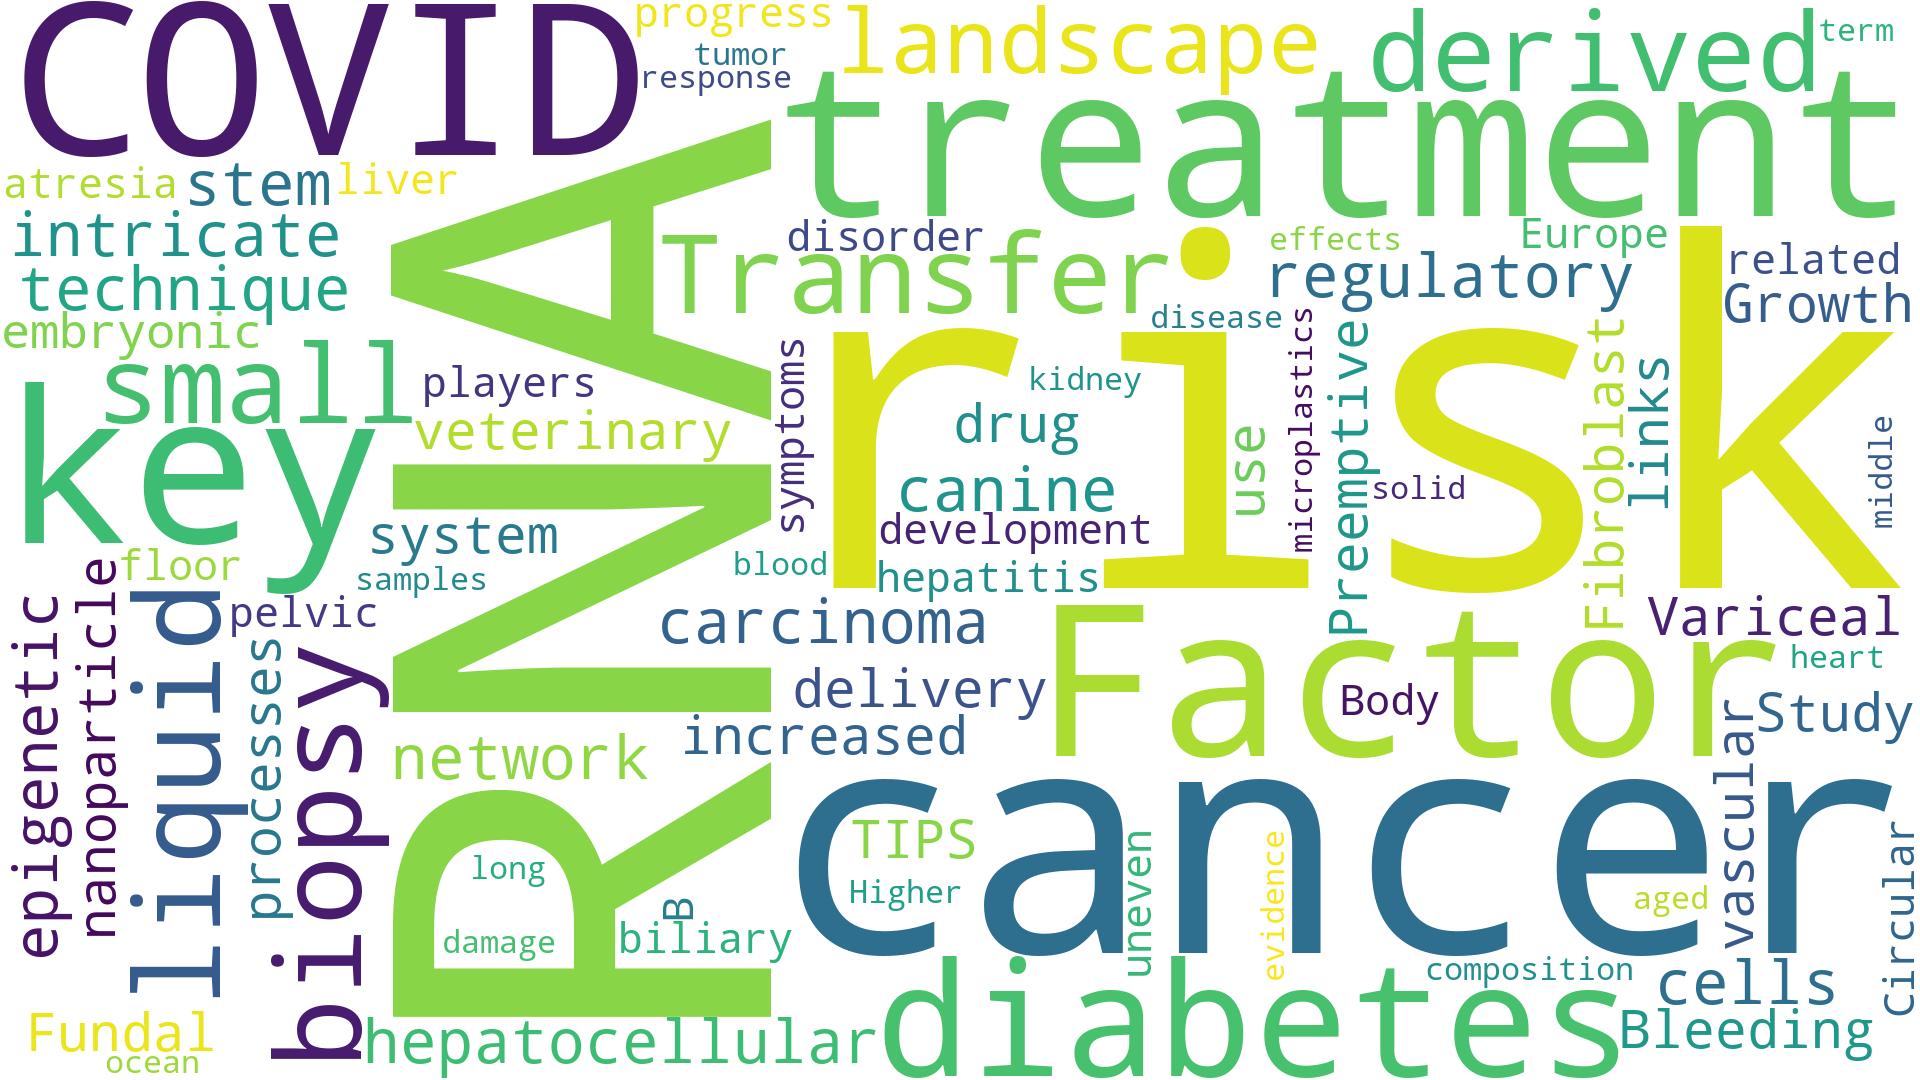 COVID
progress
tumor
response
landscape
derived
term
treatment
atresia
stem
liver
intricate
technique
embryonic
small
key
RNA
Transfer
disorder
effects
Europe
regulatory
related
Growth
disease
risk
players
veterinary
symptoms
kidney
drug
canine
development
hepatitis
use
microplastics
Preemptive
solid
Fibroblast
links
middle
system
samples
blood
floor
pelvic
epigenetic
nanoparticle
liquid
processes
biopsy
carcinoma
delivery
increased
network
Factor
Body
Variceal
heart
Study
vascular
cancer
TIPS
Higher
uneven
evidence
aged
Circular
long
damage
B
biliary
composition
cells
Bleeding
Fundal
ocean
hepatocellular
diabetes